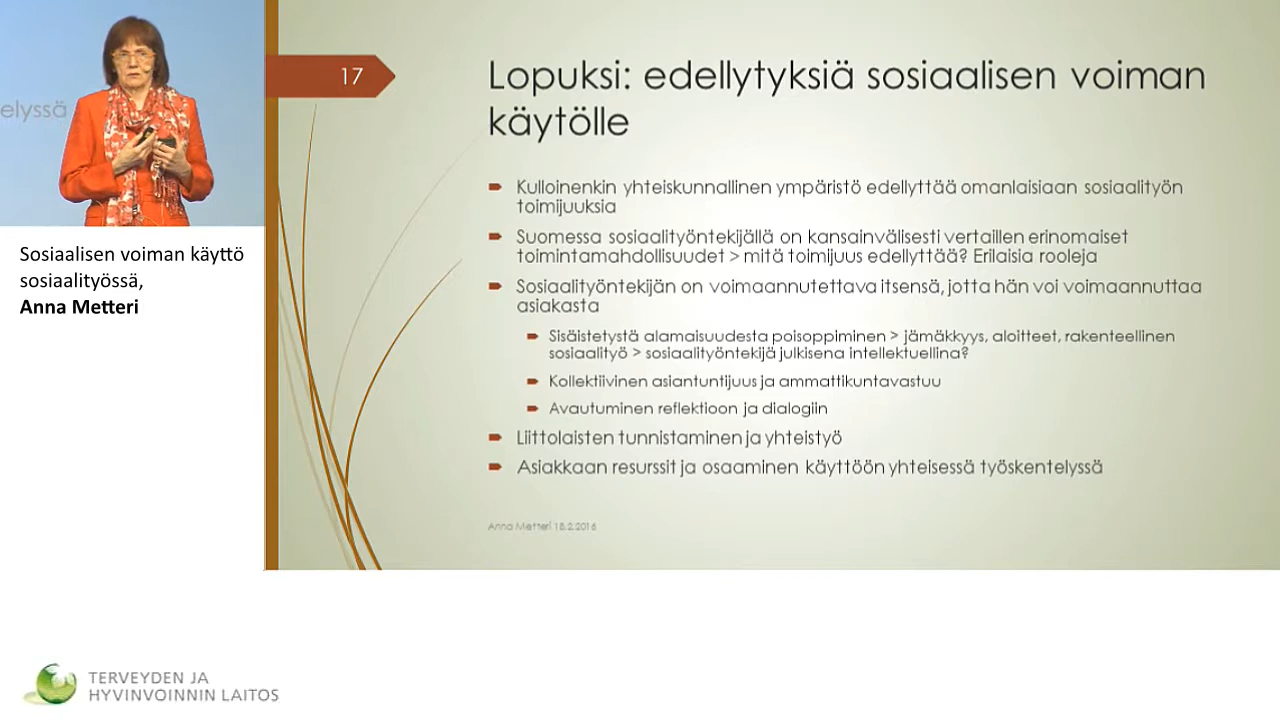 elyssä
Sosiaalisen voiman käyttö
sosiaalityössä,
Anna Metteri
17
Lopuksi: edellytyksiä sosiaalisen voiman
käytölle
Kulloinenkin yhteiskunnallinen ympäristö edellyttää omanlaisiaan sosiaalityön
toimijuuksia
Suomessa sosiaalityöntekijällä on kansainvälisesti vertaillen erinomaiset
toimintamahdollisuudet > mitä toimijuus edellyttää? Erilaisia rooleja
Sosiaalityöntekijän on voimaannutettava itsensä, jotta hän voi voimaannuttaa
asiakasta
Sisäistetystä alamaisuudesta poisoppiminen > jämäkkyys, aloitteet, rakenteellinen
sosiaalityö > sosiaalityöntekijä julkisena intellektuellina?
Kollektiivinen asiantuntijuus ja ammattikuntavastuu
Avautuminen reflektioon ja dialogiin
Liittolaisten tunnistaminen ja yhteistyö
Asiakkaan resurssit ja osaaminen käyttöön yhteisessä työskentelyssä
Anna Metteri 18.2.2016
TERVEYDEN JA
HYVINVOINNIN LAITOS